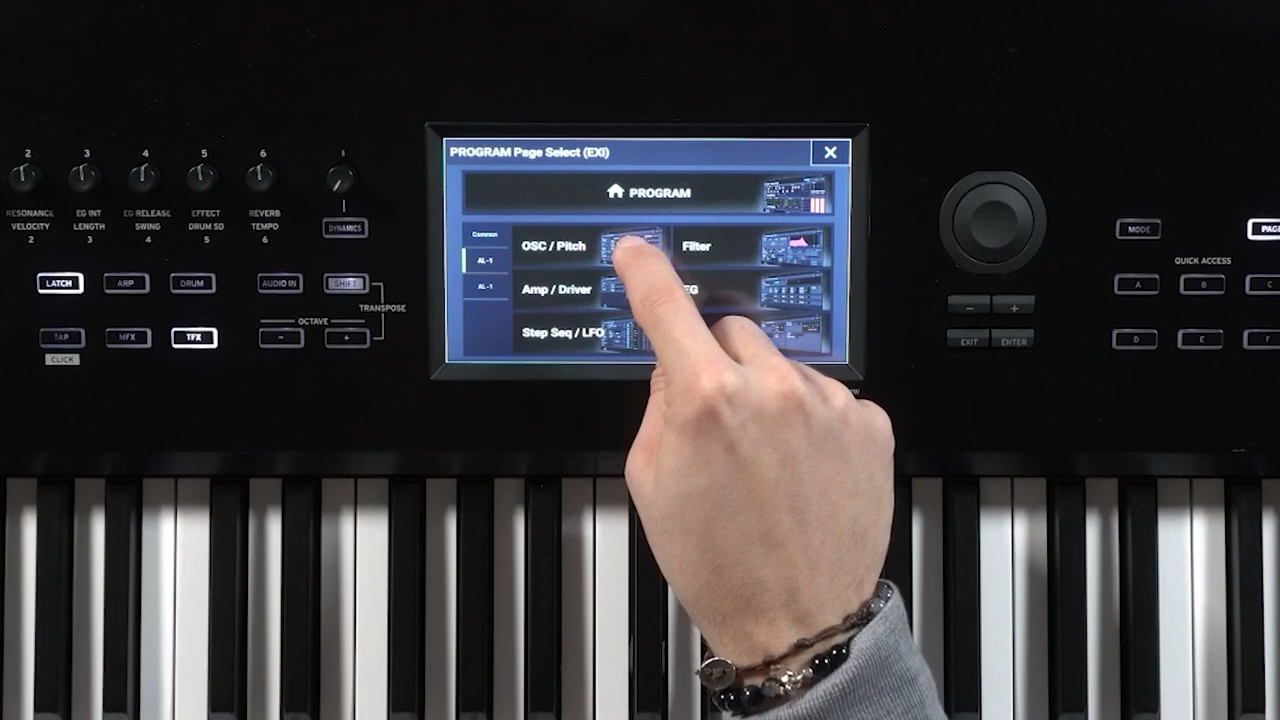 PROGRAM Page Select (EXi)
X
PROGRAM
Common
AL-1
AL-1
OSC / Pitch
Filter
Amp / Driver
EG
Step Seq / LFO
2 3 4 5 6 1
RESONANCE EG INT EG RELEASE EFFECT REVERB
VELOCITY LENGTH SWING DRUM SD TEMPO
2 3 4 5 6
DYNAMICS
LATCH ARP DRUM AUDIO IN SHIFT
TRANSPOSE
OCTAVE
TAP MFX TFX - +
CLICK
- +
EXIT ENTER
MODE PAGE
QUICK ACCESS
A B C
D E F